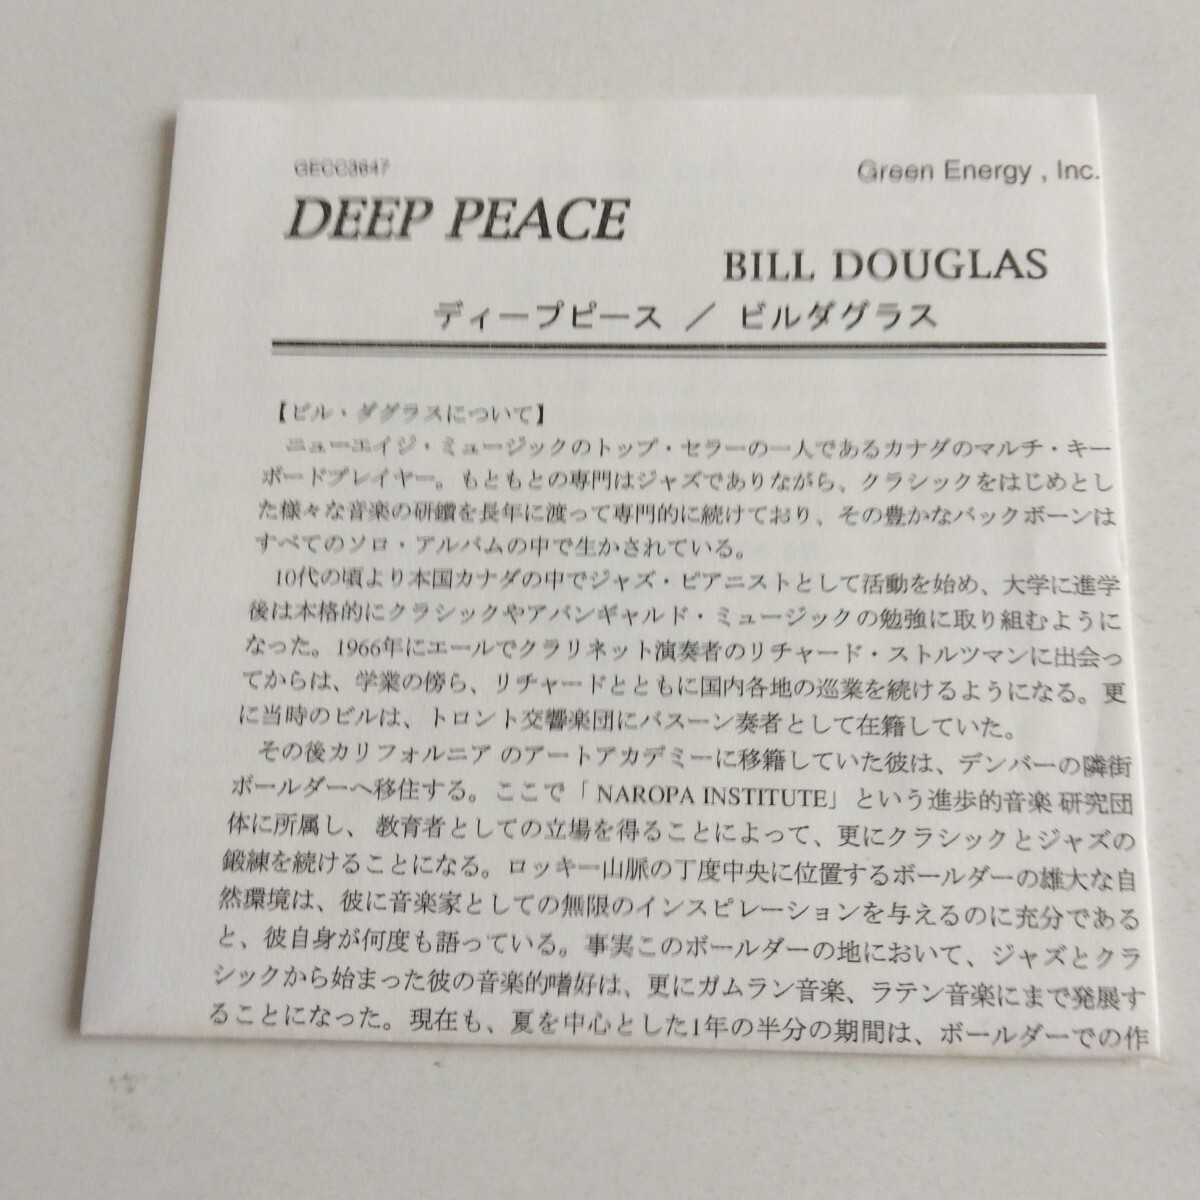 GECC3647
Green Energy , Inc.
DEEP PEACE
BILL DOUGLAS
ディープピース ／ ビルダグラス
【ビル・ダグラスについて】
ニューエイジ・ミュージックのトップ・セラーの一人であるカナダのマルチ・キー
ボードプレイヤー。もともとの専門はジャズでありながら、クラシックをはじめとし
た様々な音楽の研鑽を長年に渡って専門的に続けており、その豊かなバックボーンは
すべてのソロ・アルバムの中で生かされている。
10代の頃より本国カナダの中でジャズ・ピアニストとして活動を始め、大学に進学
後は本格的にクラシックやアバンギャルド・ミュージックの勉強に取り組むように
なった。1966年にエールでクラリネット演奏者のリチャード・ストルツマンに出会っ
てからは、学業の傍ら、リチャードとともに国内各地の巡業を続けるようになる。更
に当時のビルは、トロント交響楽団にバスーン奏者として在籍していた。
その後カリフォルニア のアートアカデミーに移籍していた彼は、デンバーの隣街
ボールダーへ移住する。ここで「 NAROPA INSTITUTE」という進歩的音楽 研究団
体に所属し、 教育者としての立場を得ることによって、更にクラシックとジャズの
鍛練を続けることになる。ロッキー山脈の丁度中央に位置するボールダーの雄大な自
然環境は、彼に音楽家としての無限のインスピレーションを与えるのに充分である
と、彼自身が何度も語っている。事実このボールダーの地において、ジャズとクラ
シックから始まった彼の音楽的嗜好は、更にガムラン音楽、ラテン音楽にまで発展す
ることになった。現在も、夏を中心とした1年の半分の期間は、ボールダーでの作